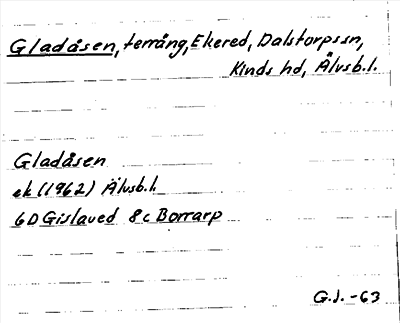 Gladåsen, terräng, Ekered, Dalstorps sn,
Kinds hd, Älvsb.l.
Gladåsen
ek (1962) Älvsb.l.
6D Gislaved 8c Borrarp
G.J. -63